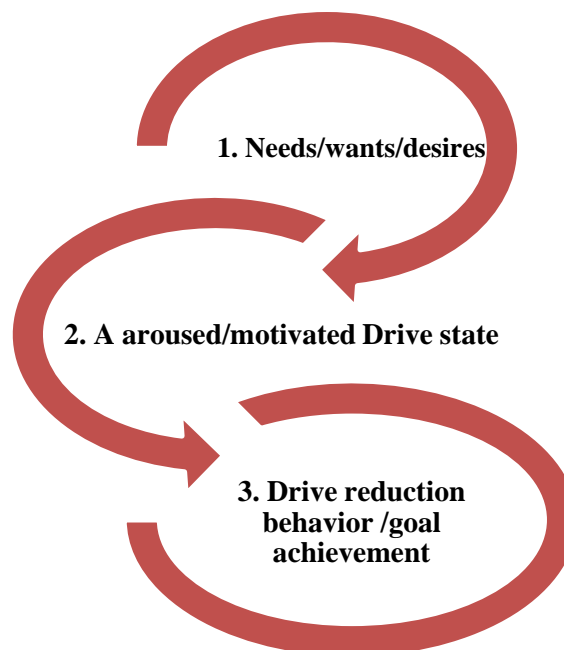 1. Needs/wants/desires
2. A aroused/motivated Drive state
3. Drive reduction
behavior /goal
achievement